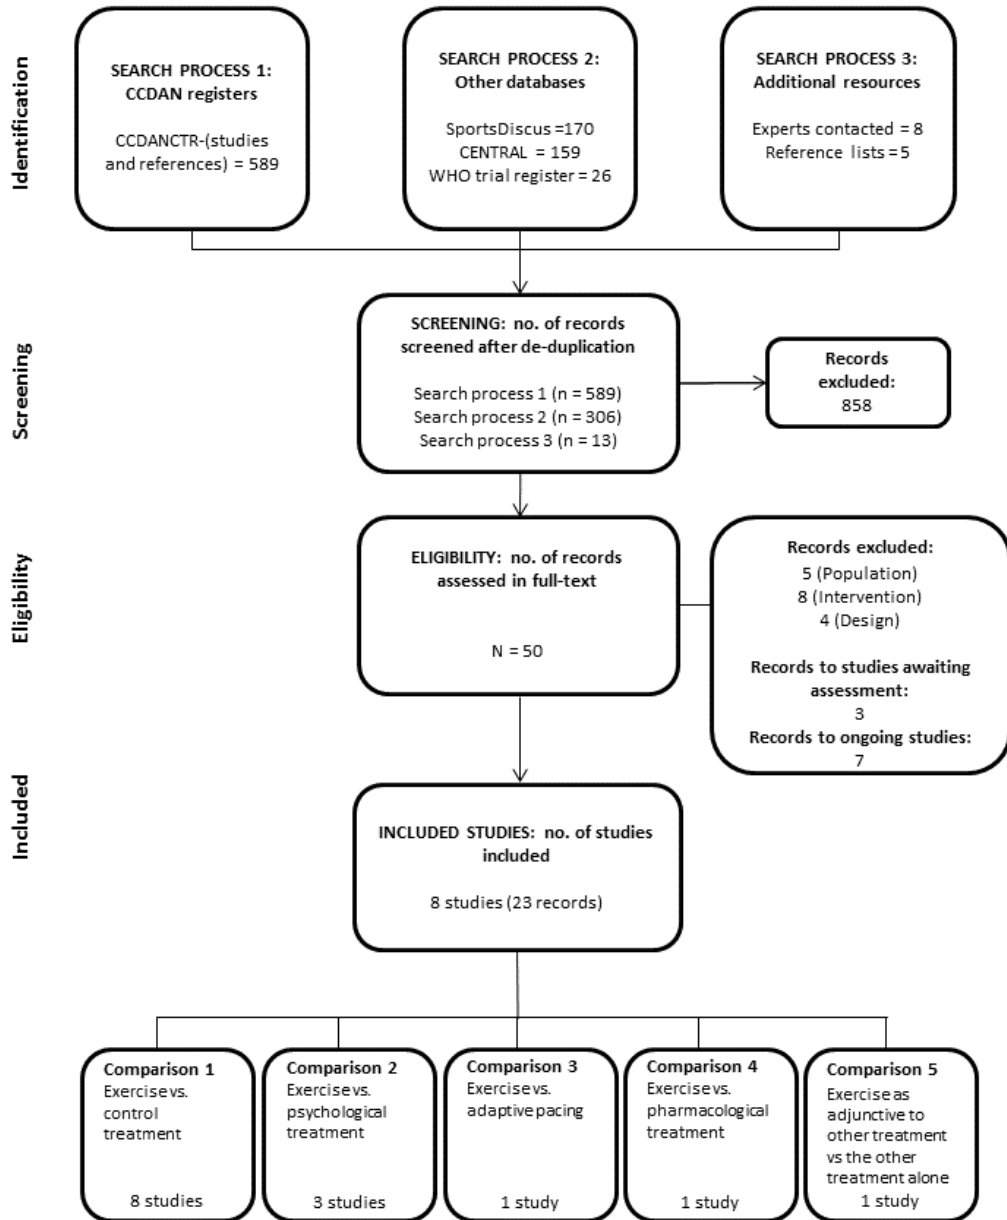 Identification
SEARCH PROCESS 1:
CCDAN registers
CCDANCTR-(studies
and references) = 589
SEARCH PROCESS 2:
Other databases
SportsDiscus =170
CENTRAL = 159
WHO trial register = 26
SEARCH PROCESS 3:
Additional resources
Experts contacted = 8
Reference lists = 5
Screening
SCREENING: no. of records
screened after de-duplication
Search process 1 (n = 589)
Search process 2 (n = 306)
Search process 3 (n = 13)
Records
excluded:
858
Eligibility
ELIGIBILITY: no. of records
assessed in full-text
N = 50
Records excluded:
5 (Population)
8 (Intervention)
4 (Design)
Records to studies awaiting
assessment:
3
Records to ongoing studies:
7
Included
INCLUDED STUDIES: no. of studies
included
8 studies (23 records)
Comparison 1
Exercise vs.
control
treatment
8 studies
Comparison 2
Exercise vs.
psychological
treatment
3 studies
Comparison 3
Exercise vs.
adaptive pacing
1 study
Comparison 4
Exercise vs.
pharmacological
treatment
1 study
Comparison 5
Exercise as
adjunctive to
other treatment
vs the other
treatment alone
1 study